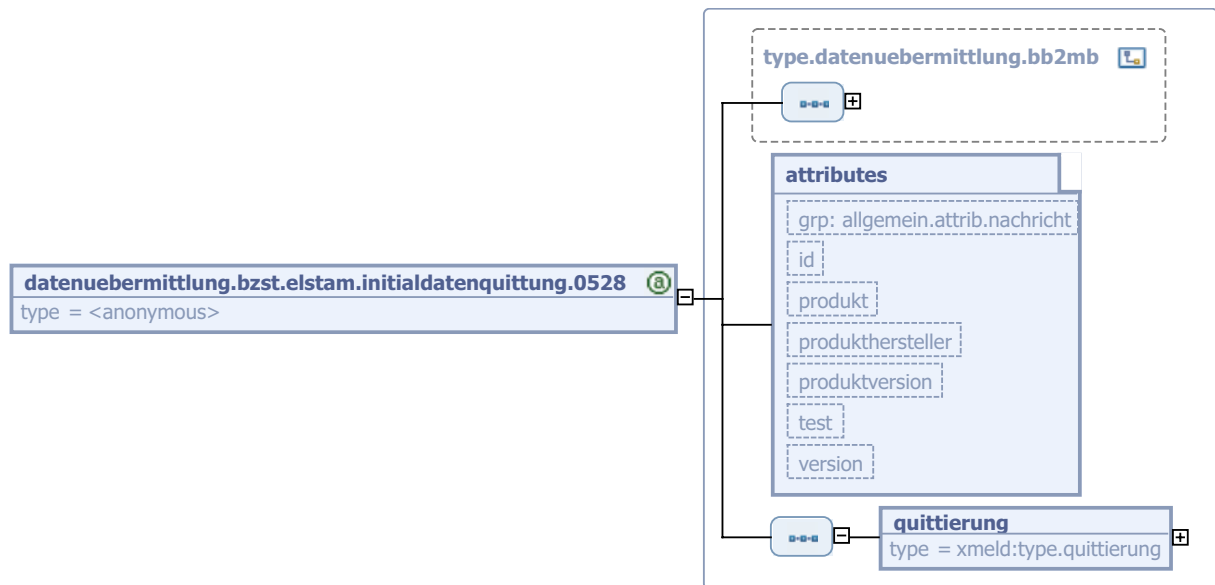 type.datenuebermittlung.bb2mb
attributes
grp: allgemein.attrib.nachricht
id
produkt
produkthersteller
produktversion
test
version
datenuebermittlung.bzst.elstam.initialdatenquittung.0528
type = <anonymous>
quittierung
type = xmeld:type.quittierung